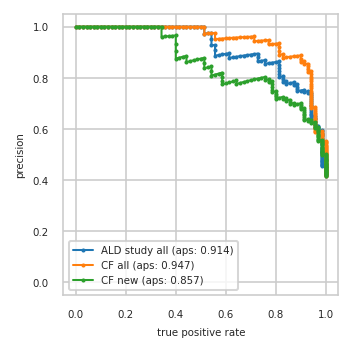 1.0
0.8
0.6
0.4
0.2
0.0
precision
ALD study all (aps: 0.914)
CF all (aps: 0.947)
CF new (aps: 0.857)
0.0 0.2 0.4 0.6 0.8 1.0
true positive rate